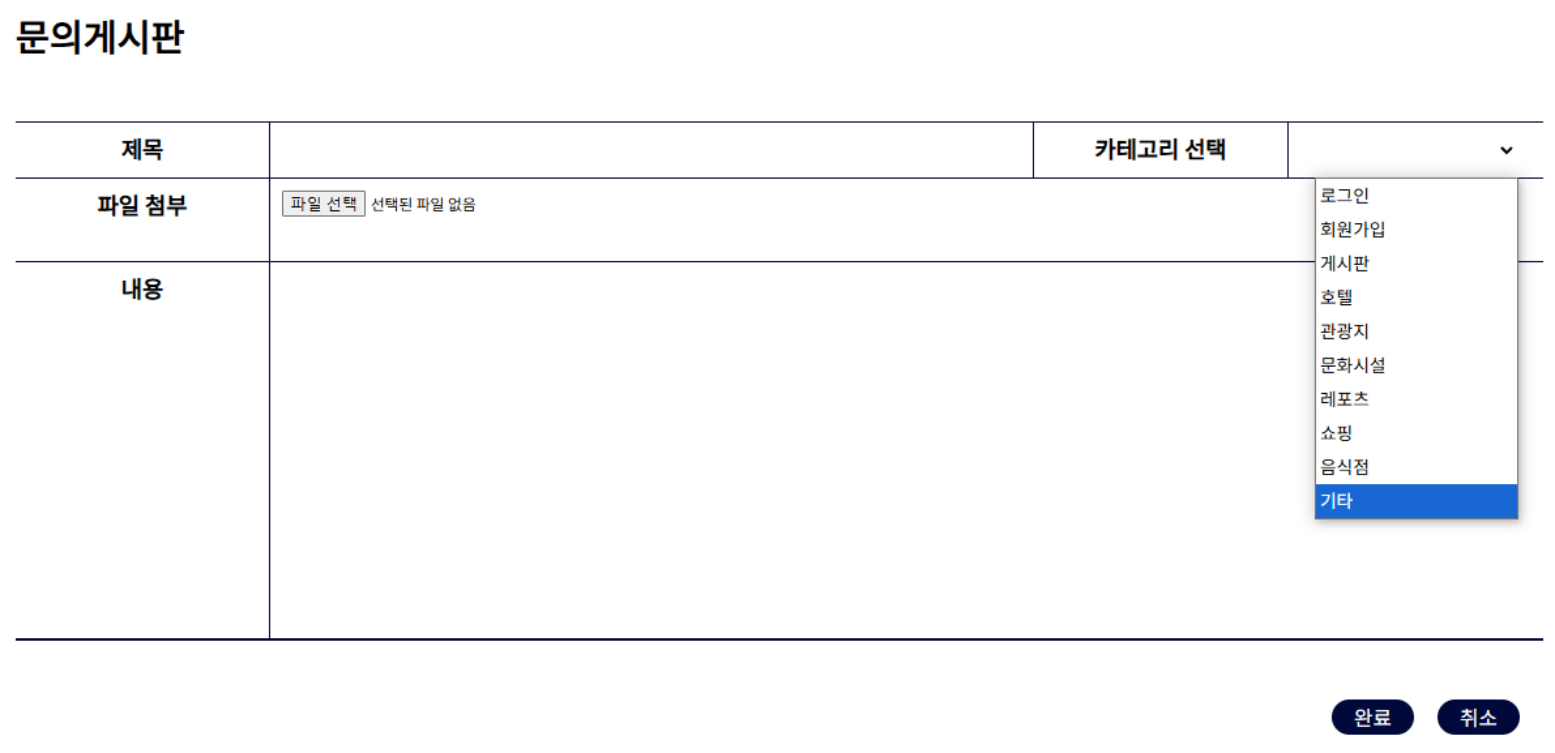 문의게시판
제목
카테고리 선택
파일 첨부
파일 선택 선택된 파일 없음
내용
로그인
회원가입
게시판
호텔
관광지
문화시설
레포츠
쇼핑
음식점
기타
완료 취소